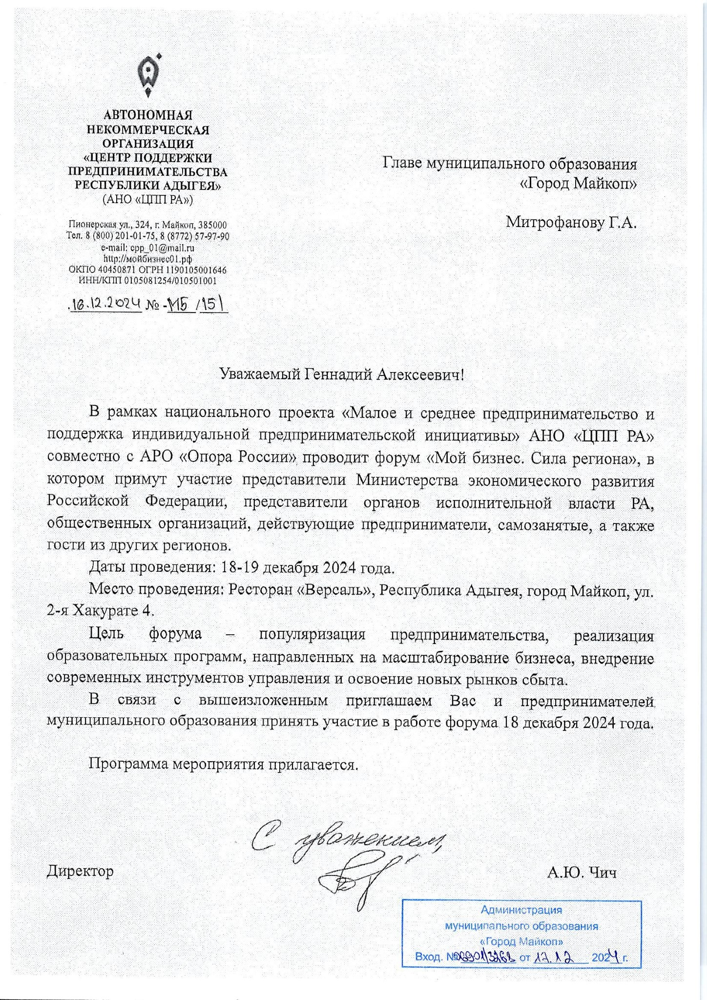 АВТОНОМНАЯ
НЕКОММЕРЧЕСКАЯ
ОРГАНИЗАЦИЯ
«ЦЕНТР ПОДДЕРЖКИ
ПРЕДПРИНИМАТЕЛЬСТВА
РЕСПУБЛИКИ АДЫГЕЯ»
(АНО «ЦПП РА»)
Пионерская ул., 324, г. Майкоп, 385000
Тел. 8 (800) 201-01-75, 8 (8772) 57-97-90
e-mail: cpp_01@mail.ru
http://мойбизнес01.рф
ОКПО 40450871 ОГРН 1190105001646
ИНН/КПП 0105081254/010501001
16.12.2024 № -МБ /151
Главе муниципального образования
«Город Майкоп»
Митрофанову Г.А.
Уважаемый Геннадий Алексеевич!
В рамках национального проекта «Малое и среднее предпринимательство и
поддержка индивидуальной предпринимательской инициативы» АНО «ЦПП РА»
совместно с АРО «Опора России» проводит форум «Мой бизнес. Сила региона», в
котором примут участие представители Министерства экономического развития
Российской Федерации, представители органов исполнительной власти РА,
общественных организаций, действующие предприниматели, самозанятые, а также
гости из других регионов.
Даты проведения: 18-19 декабря 2024 года.
Место проведения: Ресторан «Версаль», Республика Адыгея, город Майкоп, ул.
2-я Хакурате 4.
Цель форума – популяризация предпринимательства, реализация
образовательных программ, направленных на масштабирование бизнеса, внедрение
современных инструментов управления и освоение новых рынков сбыта.
В связи с вышеизложенным приглашаем Вас и предпринимателей
муниципального образования принять участие в работе форума 18 декабря 2024 года.
Программа мероприятия прилагается.
С уважением,
Директор А.Ю. Чич
Администрация
муниципального образования
«Город Майкоп»
Вход. № от 17.12 2024 г.